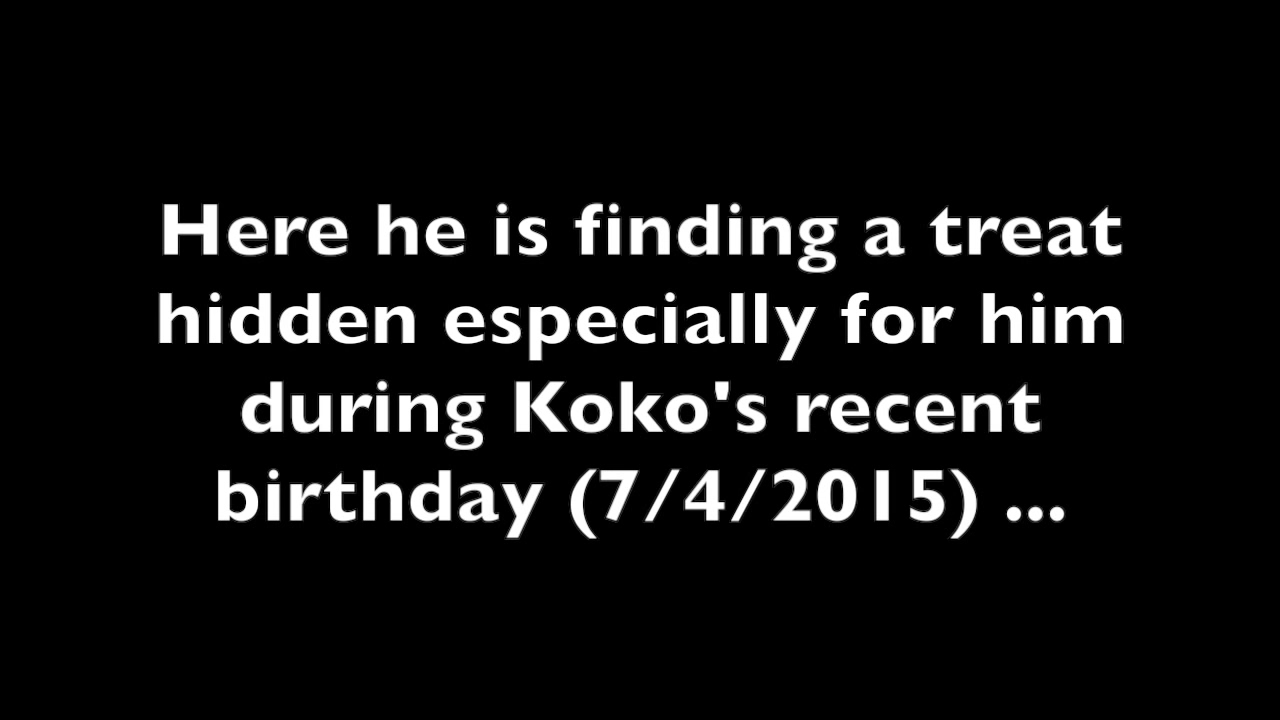 Here he is finding a treat
hidden especially for him
during Koko's recent
birthday (7/4/2015) ...